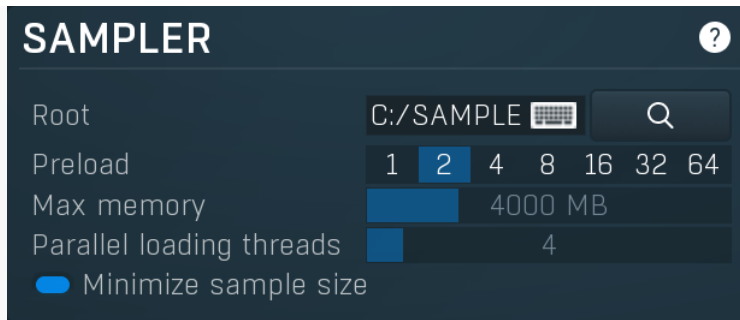 SAMPLER ?
Root C:/SAMPLE
Preload 1 2 4 8 16 32 64
Max memory 4000 MB
Parallel loading threads 4
Minimize sample size